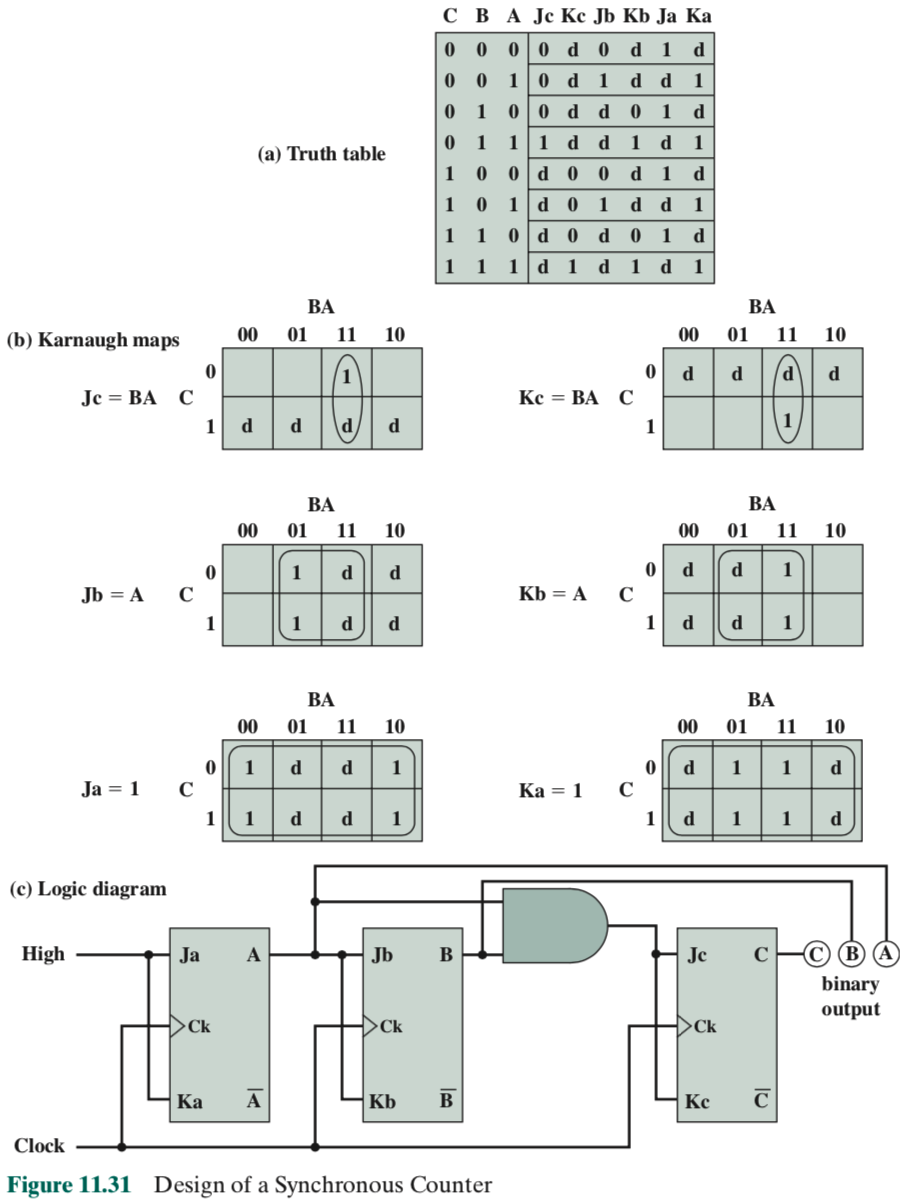 C B A Jc Kc Jb Kb Ja Ka
0 0 0 0 d 0 d 1 d
0 0 1 0 d 1 d d 1
0 1 0 0 d d 0 1 d
0 1 1 1 d d 1 d 1
1 0 0 d 0 0 d 1 d
1 0 1 d 0 1 d d 1
1 1 0 d 0 d 0 1 d
1 1 1 d 1 d 1 d 1
(a) Truth table
(b) Karnaugh maps
BA
00 01 11 10
Jc = BA C
0 1
1 d d d d
BA
00 01 11 10
Kc = BA C
0 d d d d
1 1
BA
00 01 11 10
Jb = A C
0 1 d d
1 1 d d
BA
00 01 11 10
Kb = A C
0 d d 1
1 d d 1
BA
00 01 11 10
Ja = 1 C
0 1 d d 1
1 1 d d 1
BA
00 01 11 10
Ka = 1 C
0 d 1 1 d
1 d 1 1 d
(c) Logic diagram
High Ja A Jb B Jc C C B A
binary
output
Ck Ck Ck
Ka A̅ Kb B̅ Kc C̅
Clock
Figure 11.31 Design of a Synchronous Counter